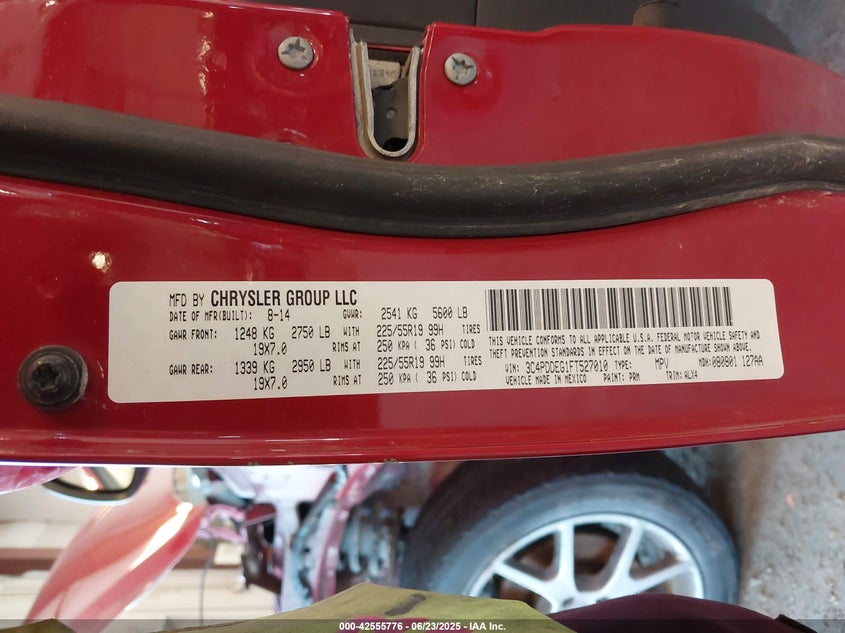 MFD BY CHRYSLER GROUP LLC
DATE OF MFR(BUILT): 8-14 GVWR: 2541 KG 5600 LB
GAWR FRONT: 1248 KG 2750 LB WITH 225/55R19 99H TIRES
19X7.0 RIMS AT 250 KPA ( 36 PSI) COLD
GAWR REAR: 1339 KG 2950 LB WITH 225/55R19 99H TIRES
19X7.0 RIMS AT 250 KPA ( 36 PSI) COLD
THIS VEHICLE CONFORMS TO ALL APPLICABLE U.S.A. FEDERAL MOTOR VEHICLE SAFETY AND
THEFT PREVENTION STANDARDS IN EFFECT ON THE DATE OF MANUFACTURE SHOWN ABOVE.
VIN: 3C4PDDEG1FT527010 TYPE: MPV MDH: 080801 127AA
VEHICLE MADE IN MEXICO PAINT: PRM TRIM: ALX4
000-42555776 - 06/23/2025 - IAA Inc.